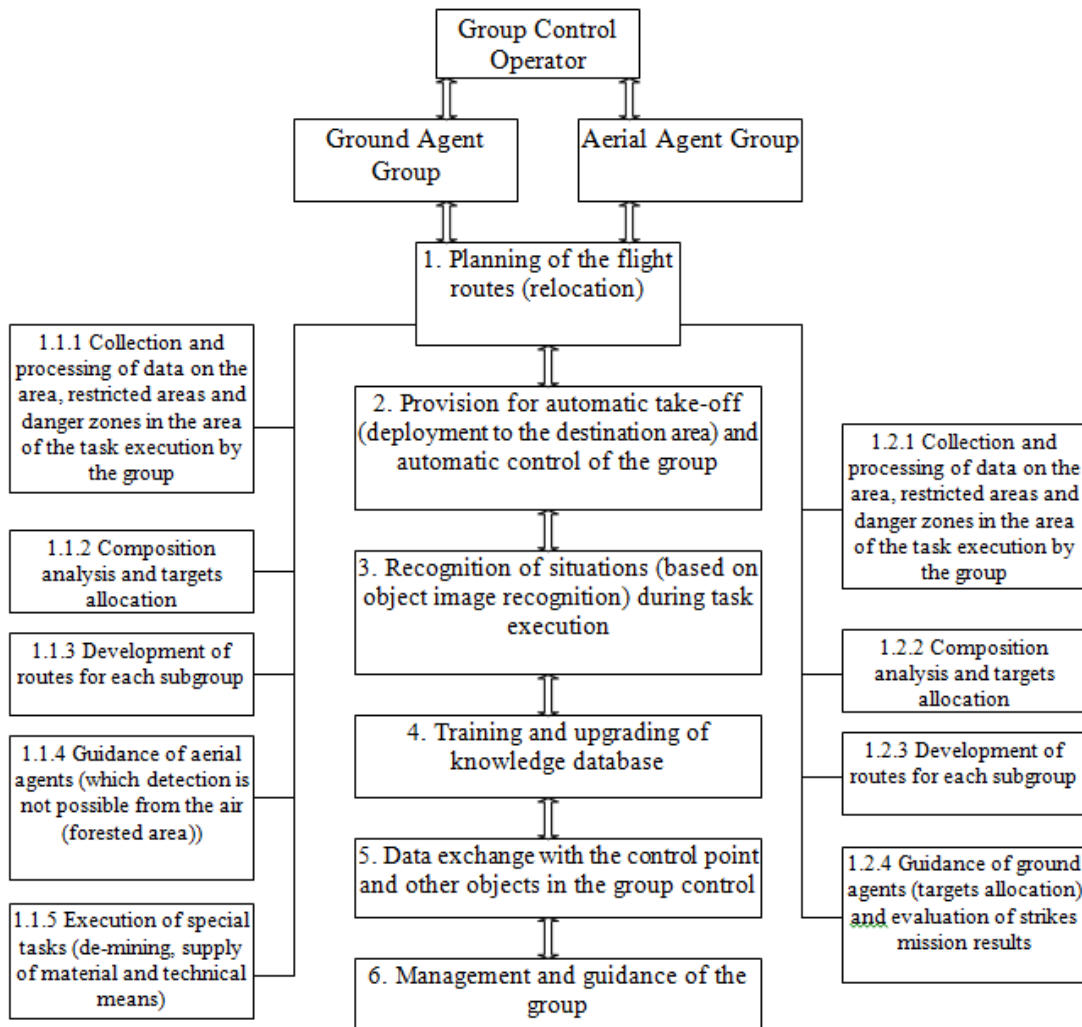 Group Control
Operator
Ground Agent
Group
Aerial Agent Group
1. Planning of the flight
routes (relocation)
1.1.1 Collection and
processing of data on the
area, restricted areas and
danger zones in the area
of the task execution by
the group
1.1.2 Composition
analysis and targets
allocation
1.1.3 Development of
routes for each subgroup
1.1.4 Guidance of aerial
agents (which detection is
not possible from the air
(forested area))
1.1.5 Execution of special
tasks (de-mining, supply
of material and technical
means)
2. Provision for automatic take-off
(deployment to the destination area) and
automatic control of the group
3. Recognition of situations (based on
object image recognition) during task
execution
4. Training and upgrading of
knowledge database
5. Data exchange with the control point
and other objects in the group control
6. Management and guidance of the
group
1.2.1 Collection and
processing of data on the
area, restricted areas and
danger zones in the area
of the task execution by
the group
1.2.2 Composition
analysis and targets
allocation
1.2.3 Development of
routes for each subgroup
1.2.4 Guidance of ground
agents (targets allocation)
and evaluation of strikes
mission results